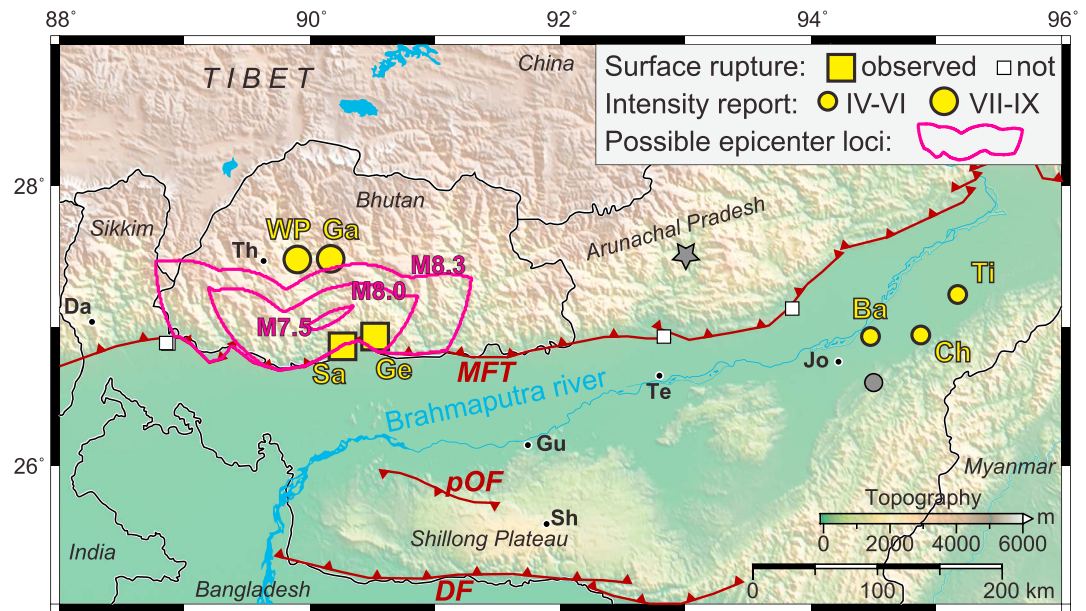 88 90˚ 92 94˚ 96˚
TIBET
China
Surface rupture: observed not
Intensity report: IV-VI VII-IX
Possible epicenter loci:
28˚
Bhutan
Sikkim
WP Ga
Th
Arunachal Pradesh
M8.3
M8.0
M7.5
Da
Ti
Ba
Ch
Jo
Sa
Ge
MFT
Te
Brahmaputra river
Gu
26˚
pOF
Myanmar
Topography
m
0 2000 4000 6000
Sh
Shillong Plateau
India
Bangladesh
DF
0 100 200 km